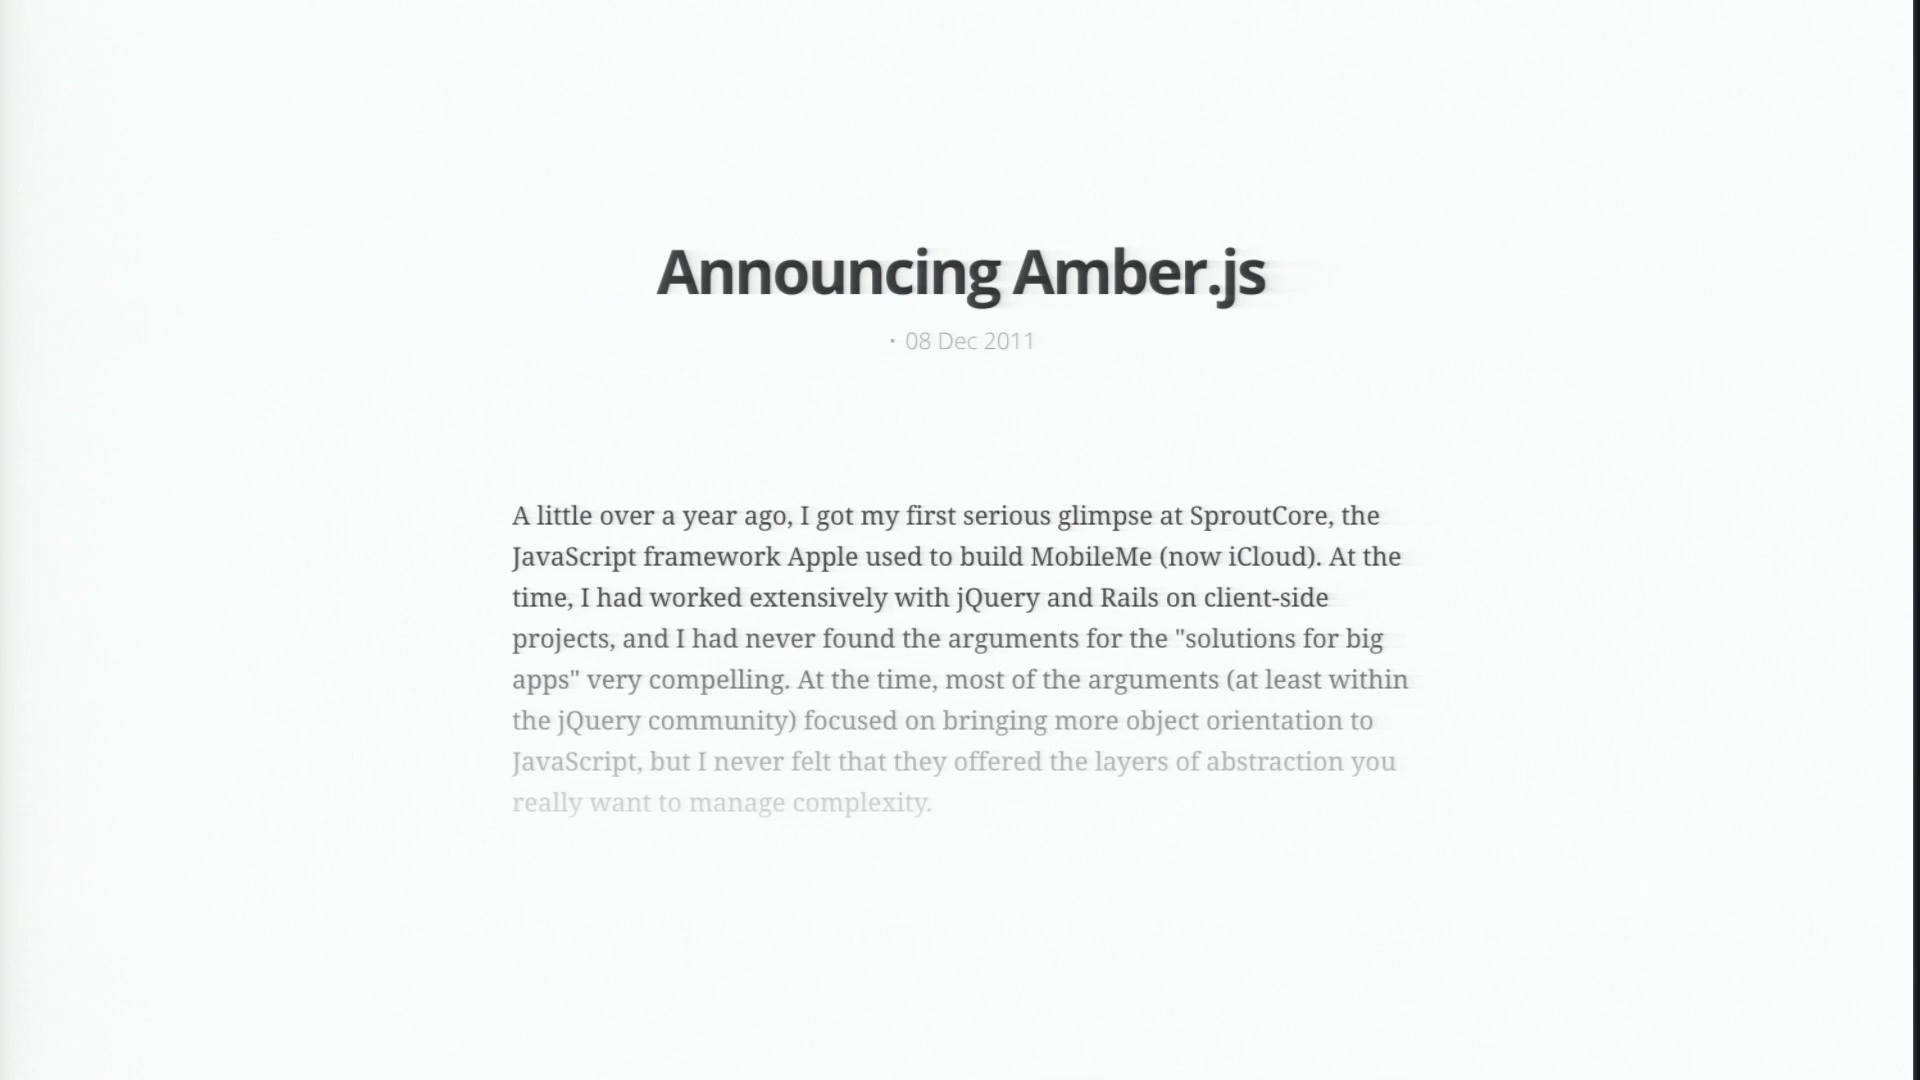 Announcing Amber.js
• 08 Dec 2011
A little over a year ago, I got my first serious glimpse at SproutCore, the
JavaScript framework Apple used to build MobileMe (now iCloud). At the
time, I had worked extensively with jQuery and Rails on client-side
projects, and I had never found the arguments for the "solutions for big
apps" very compelling. At the time, most of the arguments (at least within
the jQuery community) focused on bringing more object orientation to
JavaScript, but I never felt that they offered the layers of abstraction you
really want to manage complexity.